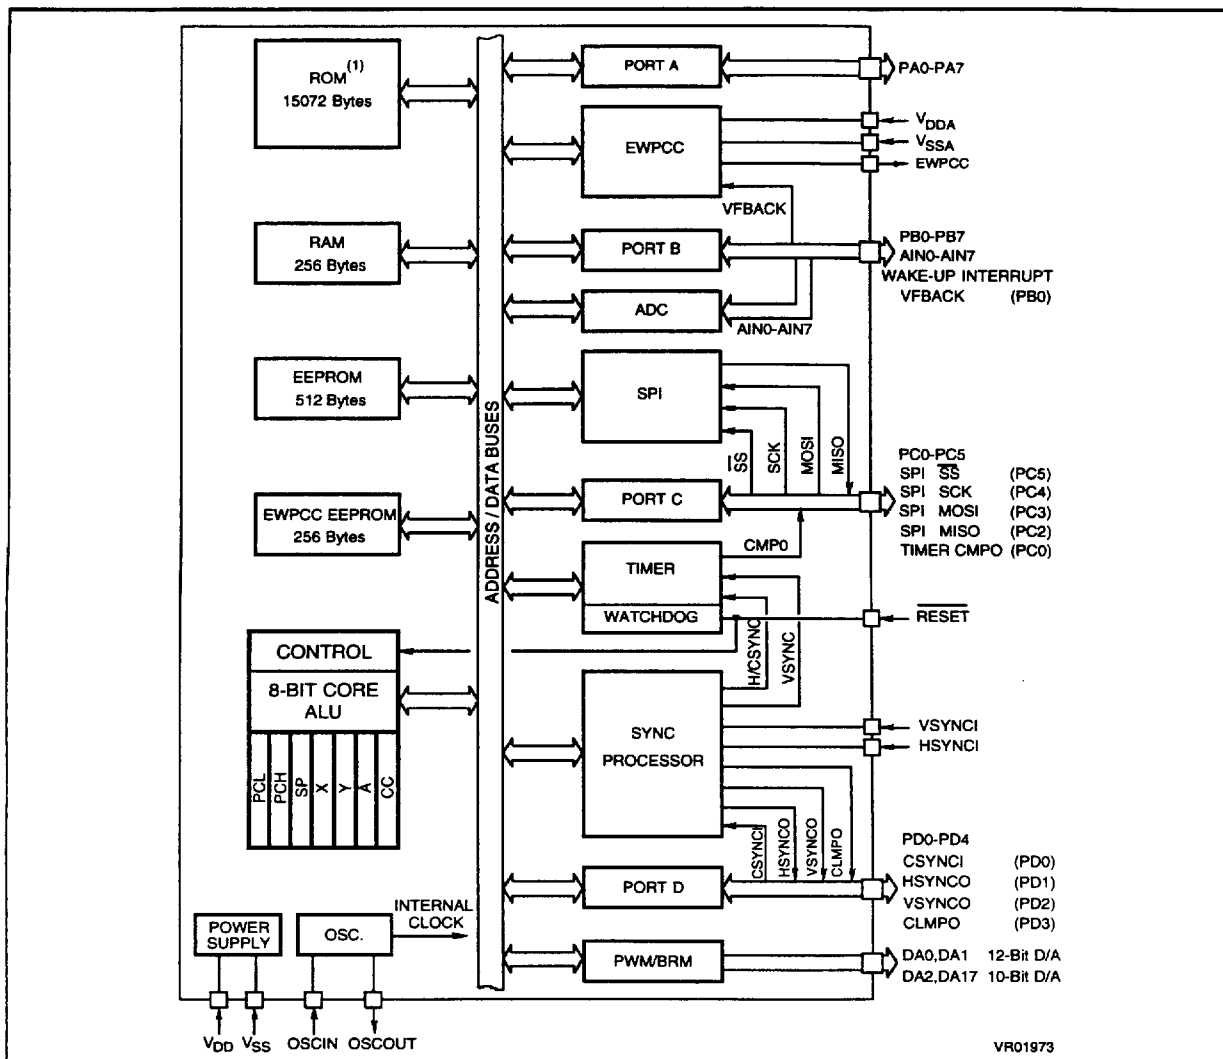 ROM(1)
15072 Bytes
RAM
256 Bytes
EEPROM
512 Bytes
EWPCC EEPROM
256 Bytes
CONTROL
8-BIT CORE
ALU
PCL
PCH
SP
X
Y
A
CC
POWER
SUPPLY
OSC.
INTERNAL
CLOCK
VDD
VSS
OSCIN
OSCOUT
ADDRESS / DATA BUSES
PORT A
PA0-PA7
EWPCC
VDDA
VSSA
EWPCC
VFBACK
PORT B
PB0-PB7
AIN0-AIN7
WAKE-UP INTERRUPT
VFBACK (PB0)
ADC
AIN0-AIN7
SPI
SS
SCK
MOSI
MISO
PORT C
PC0-PC5
SPI SS (PC5)
SPI SCK (PC4)
SPI MOSI (PC3)
SPI MISO (PC2)
TIMER CMPO (PC0)
CMP0
TIMER
WATCHDOG
RESET
H/CSYNC
VSYNC
SYNC
PROCESSOR
VSYNCI
HSYNCI
CSYNCI
HSYNCO
VSYNCO
CLMPO
PORT D
PD0-PD4
CSYNCI (PD0)
HSYNCO (PD1)
VSYNCO (PD2)
CLMPO (PD3)
PWM/BRM
DA0,DA1 12-Bit D/A
DA2,DA17 10-Bit D/A
VR01973